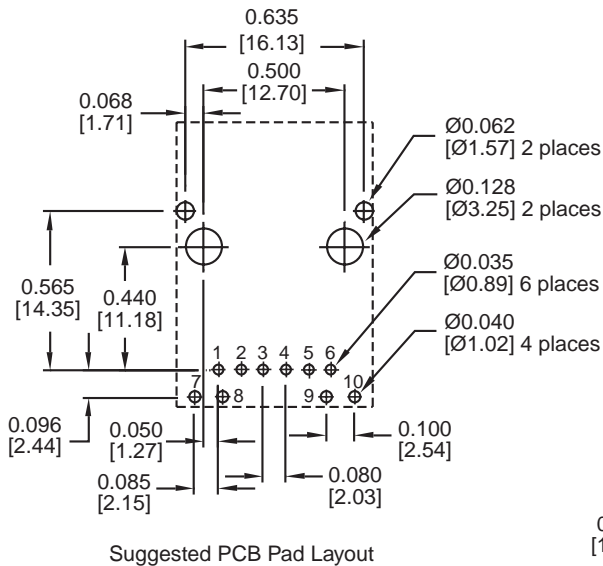 0.635
[16.13]
0.500
[12.70]
0.068
[1.71]
Ø0.062
[Ø1.57] 2 places
Ø0.128
[Ø3.25] 2 places
0.565
[14.35]
0.440
[11.18]
Ø0.035
[Ø0.89] 6 places
1 2 3 4 5 6
Ø0.040
[Ø1.02] 4 places
7 8 9 10
0.096
[2.44]
0.050
[1.27]
0.100
[2.54]
0.085
[2.15]
0.080
[2.03]
Suggested PCB Pad Layout